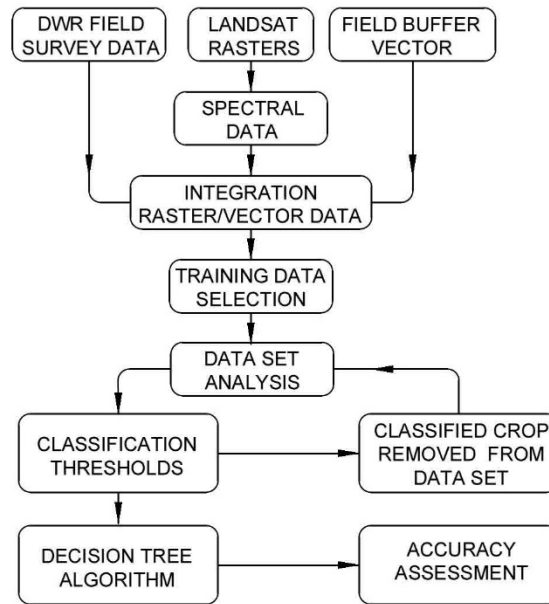 DWR FIELD
SURVEY DATA
LANDSAT
RASTERS
FIELD BUFFER
VECTOR
SPECTRAL
DATA
INTEGRATION
RASTER/VECTOR DATA
TRAINING DATA
SELECTION
DATA SET
ANALYSIS
CLASSIFICATION
THRESHOLDS
CLASSIFIED CROP
REMOVED FROM
DATA SET
DECISION TREE
ALGORITHM
ACCURACY
ASSESSMENT